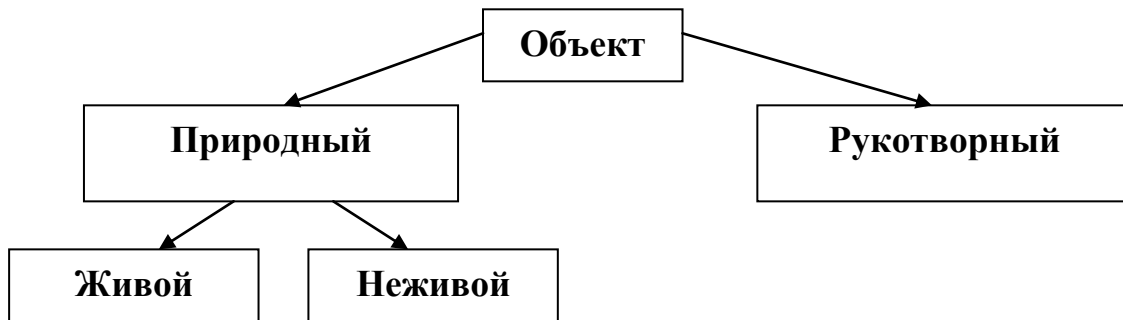 Объект
Природный
Рукотворный
Живой
Неживой